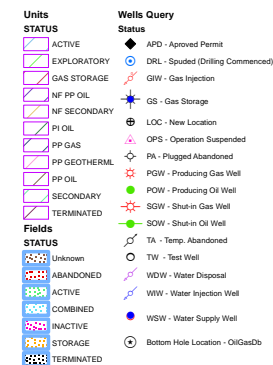 Units
STATUS
ACTIVE
EXPLORATORY
GAS STORAGE
NF PP OIL
NF SECONDARY
PI OIL
PP GAS
PP GEOTHERML
PP OIL
SECONDARY
TERMINATED
Fields
STATUS
Unknown
ABANDONED
ACTIVE
COMBINED
INACTIVE
STORAGE
TERMINATED
Wells Query
Status
APD - Aproved Permit
DRL - Spuded (Drilling Commenced)
GIW - Gas Injection
GS - Gas Storage
LOC - New Location
OPS - Operation Suspended
PA - Plugged Abandoned
PGW - Producing Gas Well
POW - Producing Oil Well
SGW - Shut-in Gas Well
SOW - Shut-in Oil Well
TA - Temp. Abandoned
TW - Test Well
WDW - Water Disposal
WIW - Water Injection Well
WSW - Water Supply Well
Bottom Hole Location - OilGasDb